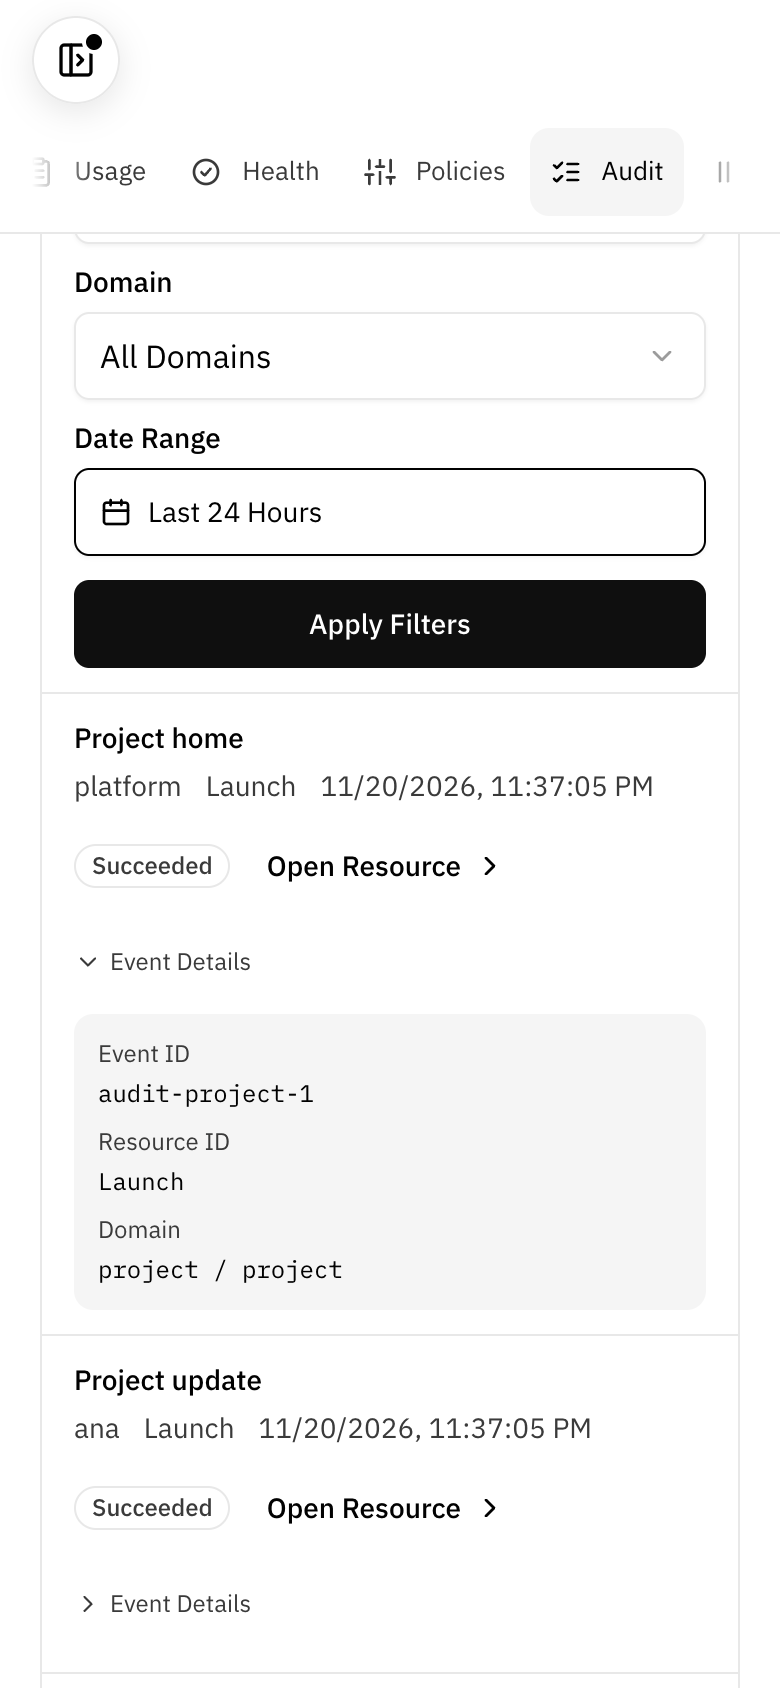 Usage
Health
Policies
Audit
Domain
All Domains
Date Range
Last 24 Hours
Apply Filters
Project home
platform Launch 11/20/2026, 11:37:05 PM
Succeeded
Open Resource
Event Details
Event ID
audit-project-1
Resource ID
Launch
Domain
project / project
Project update
ana Launch 11/20/2026, 11:37:05 PM
Succeeded
Open Resource
Event Details